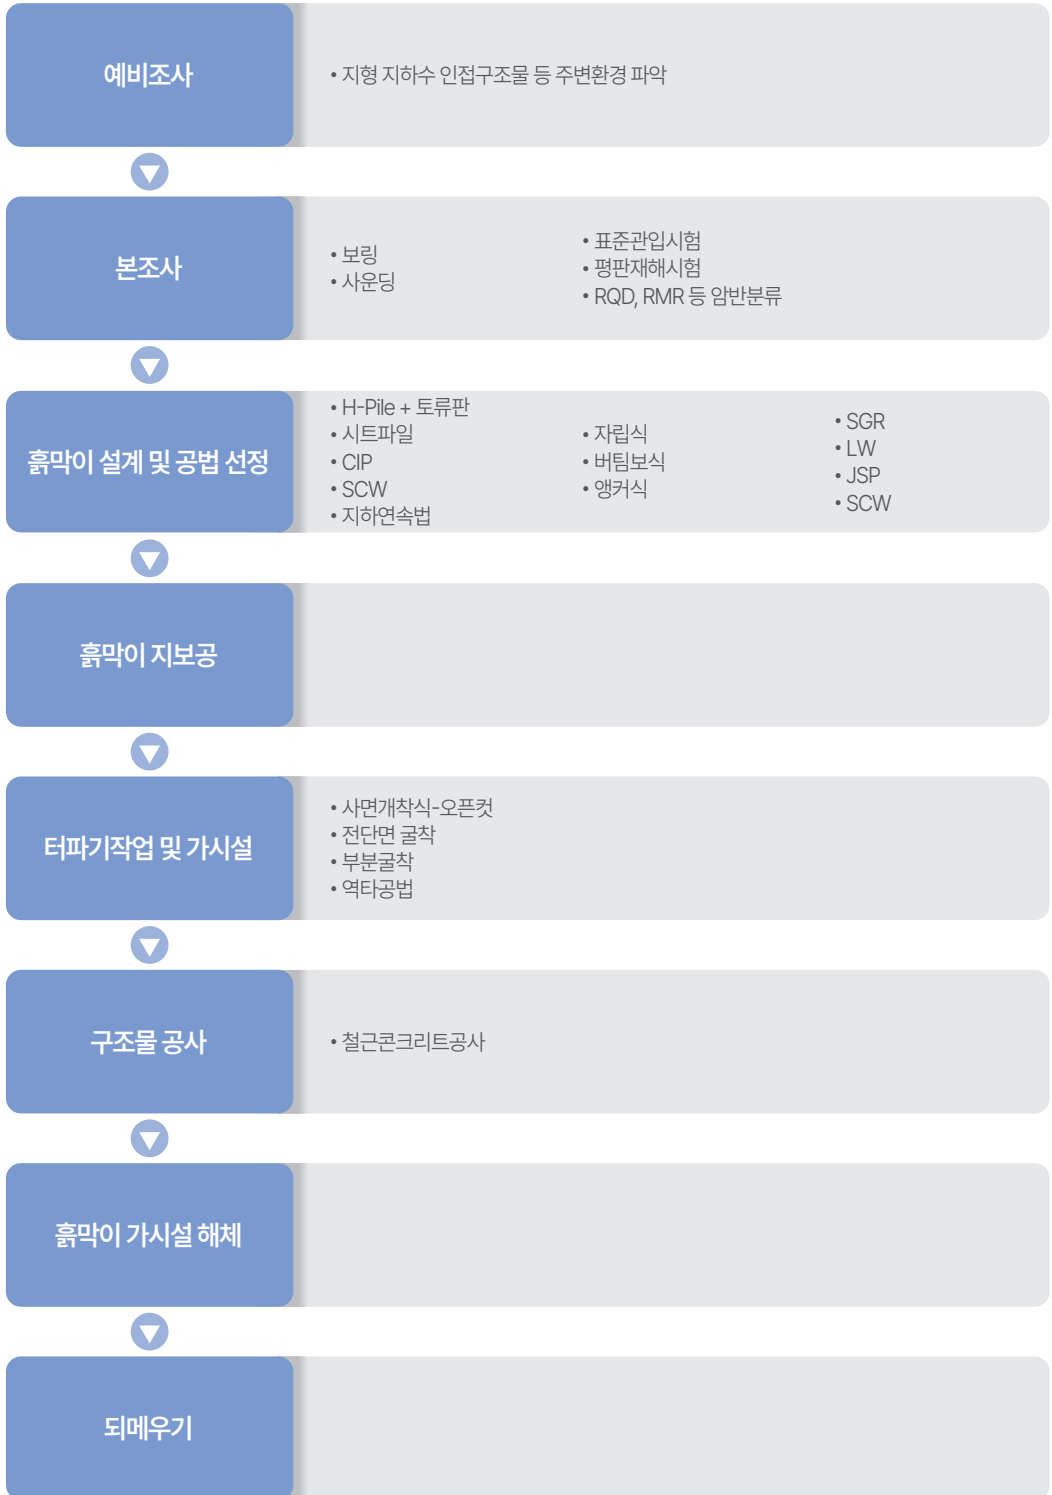 예비조사
• 지형 지하수 인접구조물 등 주변환경 파악
본조사
• 보링
• 사운딩
• 표준관입시험
• 평판재해시험
• RQD, RMR 등 암반분류
흙막이 설계 및 공법 선정
• H-Pile + 토류판
• 시트파일
• CIP
• SCW
• 지하연속법
• 자립식
• 버팀보식
• 앵커식
• SGR
• LW
• JSP
• SCW
흙막이 지보공
터파기작업 및 가시설
• 사면개착식-오픈컷
• 전단면 굴착
• 부분굴착
• 역타공법
구조물 공사
• 철근콘크리트공사
흙막이 가시설 해체
되메우기